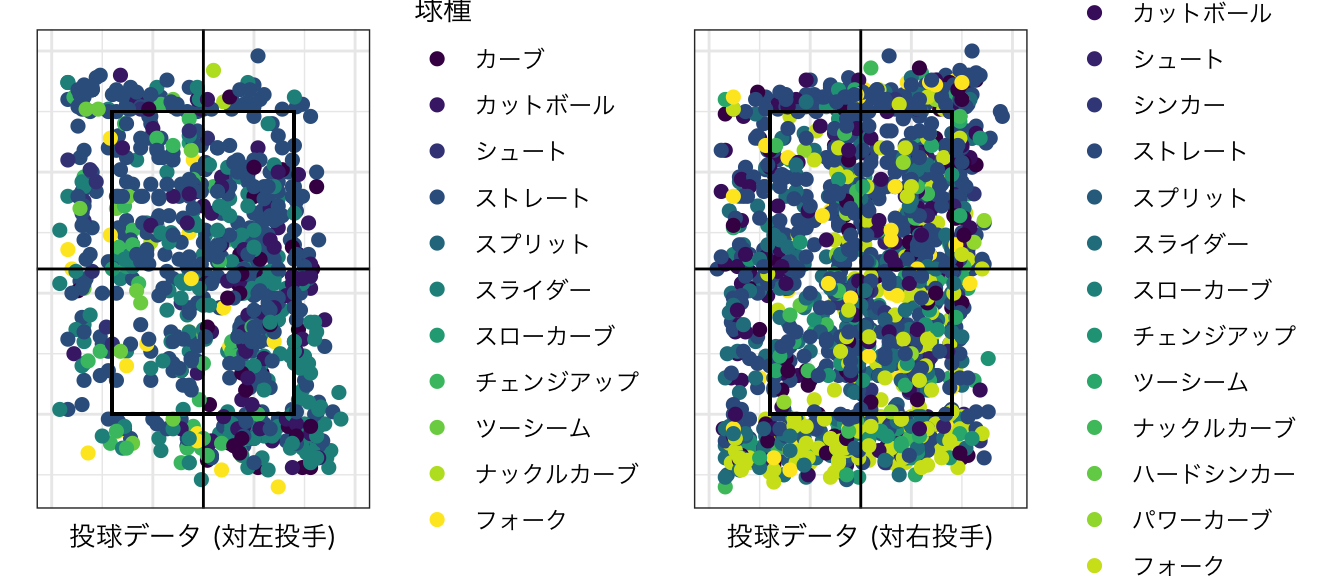 球種
カーブ
カットボール
シュート
ストレート
スプリット
スライダー
スローカーブ
チェンジアップ
ツーシーム
ナックルカーブ
フォーク
投球データ (対左投手)
カットボール
シュート
シンカー
ストレート
スプリット
スライダー
スローカーブ
チェンジアップ
ツーシーム
ナックルカーブ
ハードシンカー
パワーカーブ
フォーク
投球データ (対右投手)